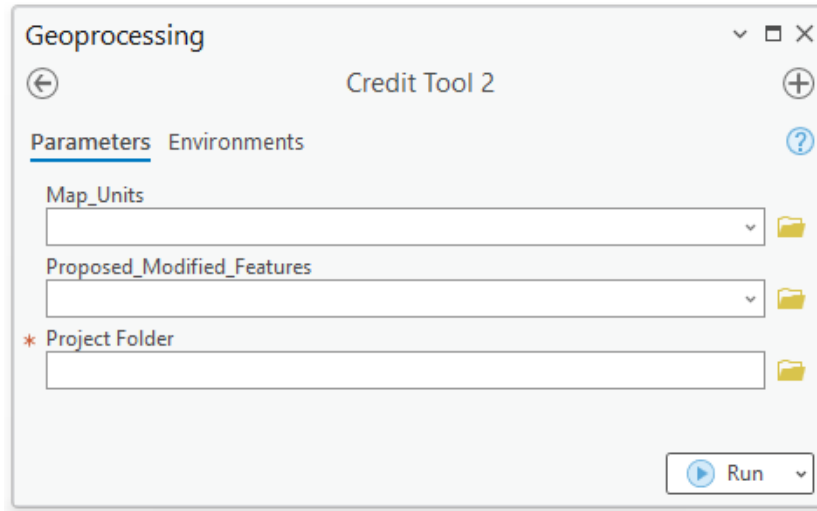 Geoprocessing
Credit Tool 2
Parameters Environments
Map_Units
Proposed_Modified_Features
* Project Folder
Run